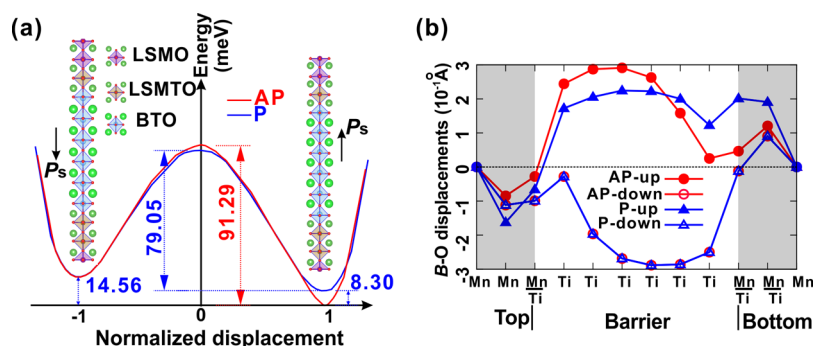 (a)
Energy
(meV)
LSMO
LSMTO
BTO
AP
P
Ps
Ps
79.05
91.29
14.56
8.30
-1
0
1
Normalized displacement
(b)
B-O displacements (10⁻¹Å)
3
2
1
0
-1
-2
-3
AP-up
AP-down
P-up
P-down
Mn Mn Mn Ti Ti Ti Ti Ti Ti Mn Mn Mn
Ti Ti Ti
Top Barrier Bottom